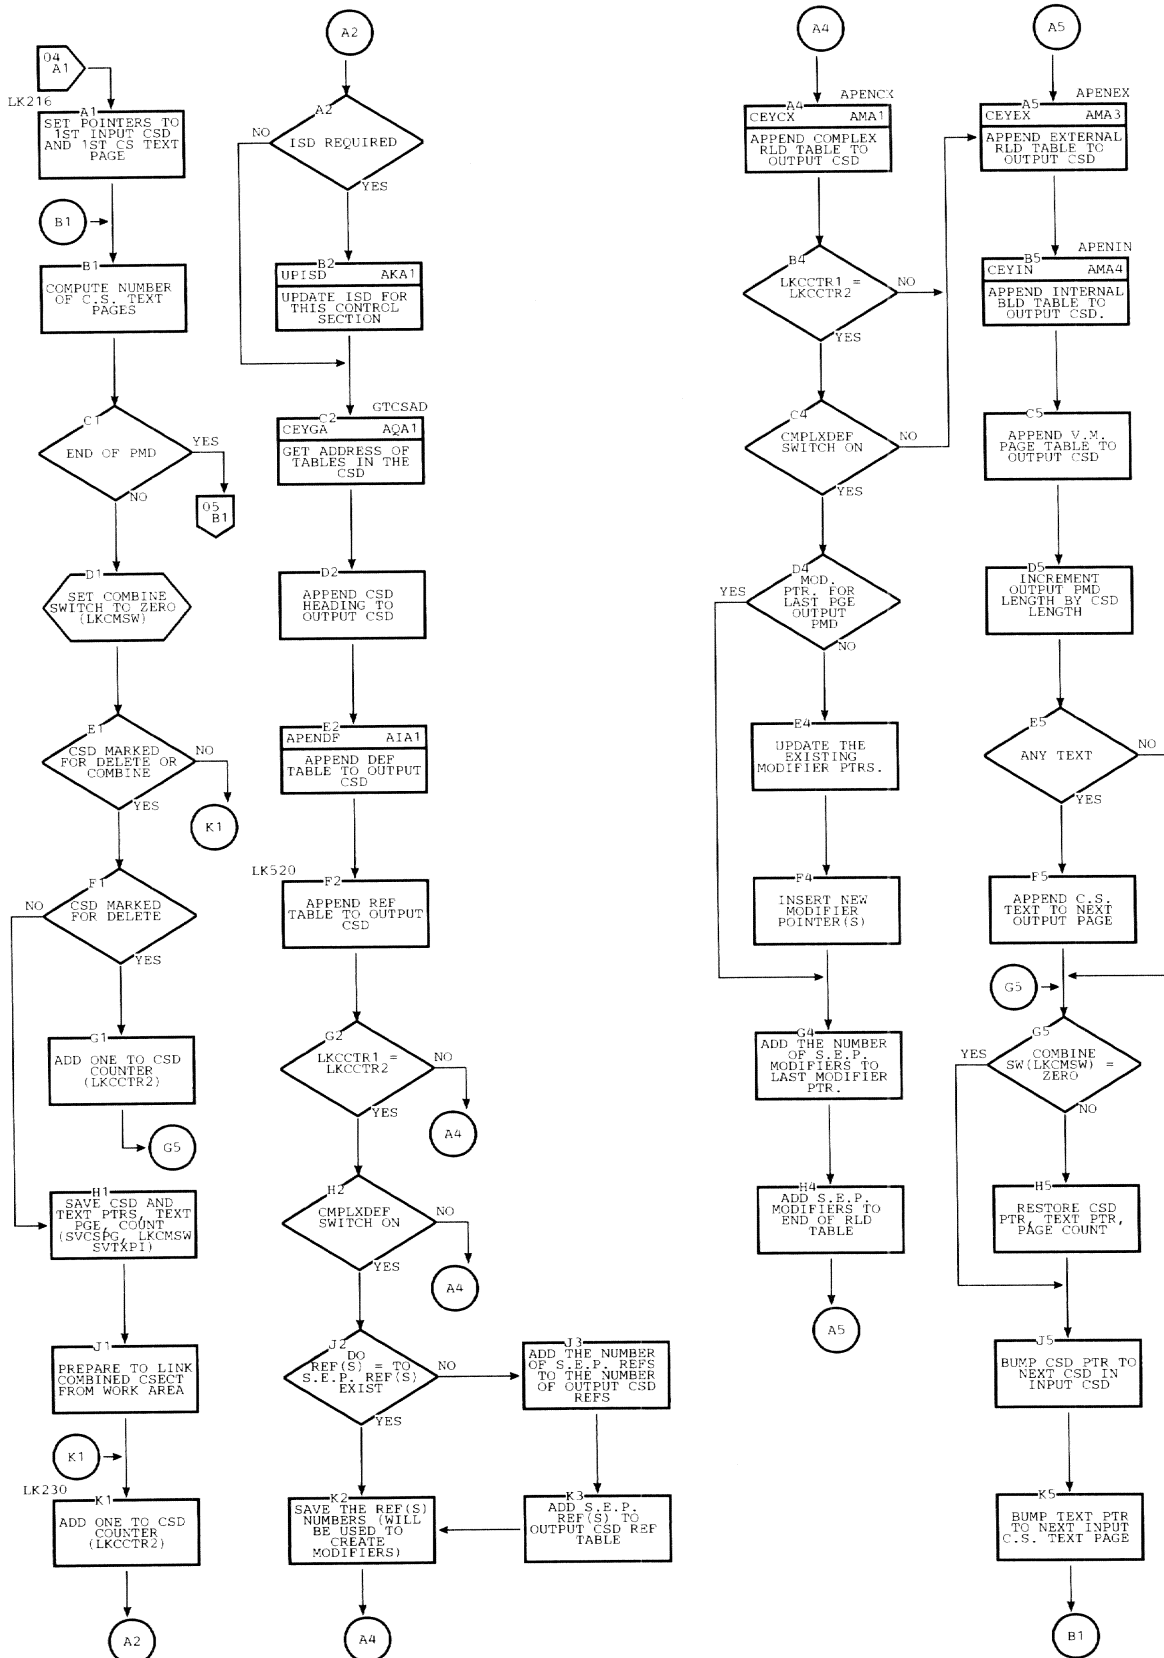 04
A1
LK216
A1
SET POINTERS TO
1ST INPUT CSD
AND 1ST CS TEXT
PAGE
B1
B1
COMPUTE NUMBER
OF C.S. TEXT
PAGES
C1
END OF PMD
YES
NO
05
B1
D1
SET COMBINE
SWITCH TO ZERO
(LKCMSW)
E1
CSD MARKED
FOR DELETE OR
COMBINE
NO
YES
K1
F1
CSD MARKED
FOR DELETE
NO
YES
G1
ADD ONE TO CSD
COUNTER
(LKCCTR2)
G5
H1
SAVE CSD AND
TEXT PTRS, TEXT
PGE, COUNT
(SVCSPG, LKCMSW
SVTXPI)
J1
PREPARE TO LINK
COMBINED CSECT
FROM WORK AREA
K1
LK230
K1
ADD ONE TO CSD
COUNTER
(LKCCTR2)
A2
A2
A2
ISD REQUIRED
NO
YES
B2
UPISD AKA1
UPDATE ISD FOR
THIS CONTROL
SECTION
GTCSAD
C2
CEYGA AQA1
GET ADDRESS OF
TABLES IN THE
CSD
D2
APPEND CSD
HEADING TO
OUTPUT CSD
E2
APENDF AIA1
APPEND DEF
TABLE TO OUTPUT
CSD
LK520
F2
APPEND REF
TABLE TO OUTPUT
CSD
G2
LKCCTR1 =
LKCCTR2
NO
YES
A4
H2
CMPLXDEF
SWITCH ON
NO
YES
A4
J2
DO
REF(S) = TO
S.E.P. REF(S)
EXIST
NO
YES
J3
ADD THE NUMBER
OF S.E.P. REFS
TO THE NUMBER
OF OUTPUT CSD
REFS
K3
ADD S.E.P.
REF(S) TO
OUTPUT CSD REF
TABLE
K2
SAVE THE REF(S)
NUMBERS (WILL
BE USED TO
CREATE
MODIFIERS)
A4
A4
APENCX
A4
CEYCX AMA1
APPEND COMPLEX
RLD TABLE TO
OUTPUT CSD
B4
LKCCTR1 =
LKCCTR2
NO
YES
C4
CMPLXDEF
SWITCH ON
NO
YES
D4
MOD.
PTR. FOR
LAST PGE
OUTPUT
PMD
YES
NO
E4
UPDATE THE
EXISTING
MODIFIER PTRS.
F4
INSERT NEW
MODIFIER
POINTER(S)
G4
ADD THE NUMBER
OF S.E.P.
MODIFIERS TO
LAST MODIFIER
PTR.
H4
ADD S.E.P.
MODIFIERS TO
END OF RLD
TABLE
A5
A5
APENEX
A5
CEYEX AMA3
APPEND EXTERNAL
RLD TABLE TO
OUTPUT CSD
APENIN
B5
CEYIN AMA4
APPEND INTERNAL
BLD TABLE TO
OUTPUT CSD.
C5
APPEND V.M.
PAGE TABLE TO
OUTPUT CSD
D5
INCREMENT
OUTPUT PMD
LENGTH BY CSD
LENGTH
E5
ANY TEXT
NO
YES
F5
APPEND C.S.
TEXT TO NEXT
OUTPUT PAGE
G5
G5
COMBINE
SW(LKCMSW) =
ZERO
YES
NO
H5
RESTORE CSD
PTR, TEXT PTR,
PAGE COUNT
J5
BUMP CSD PTR TO
NEXT CSD IN
INPUT CSD
K5
BUMP TEXT PTR
TO NEXT INPUT
C.S. TEXT PAGE
B1